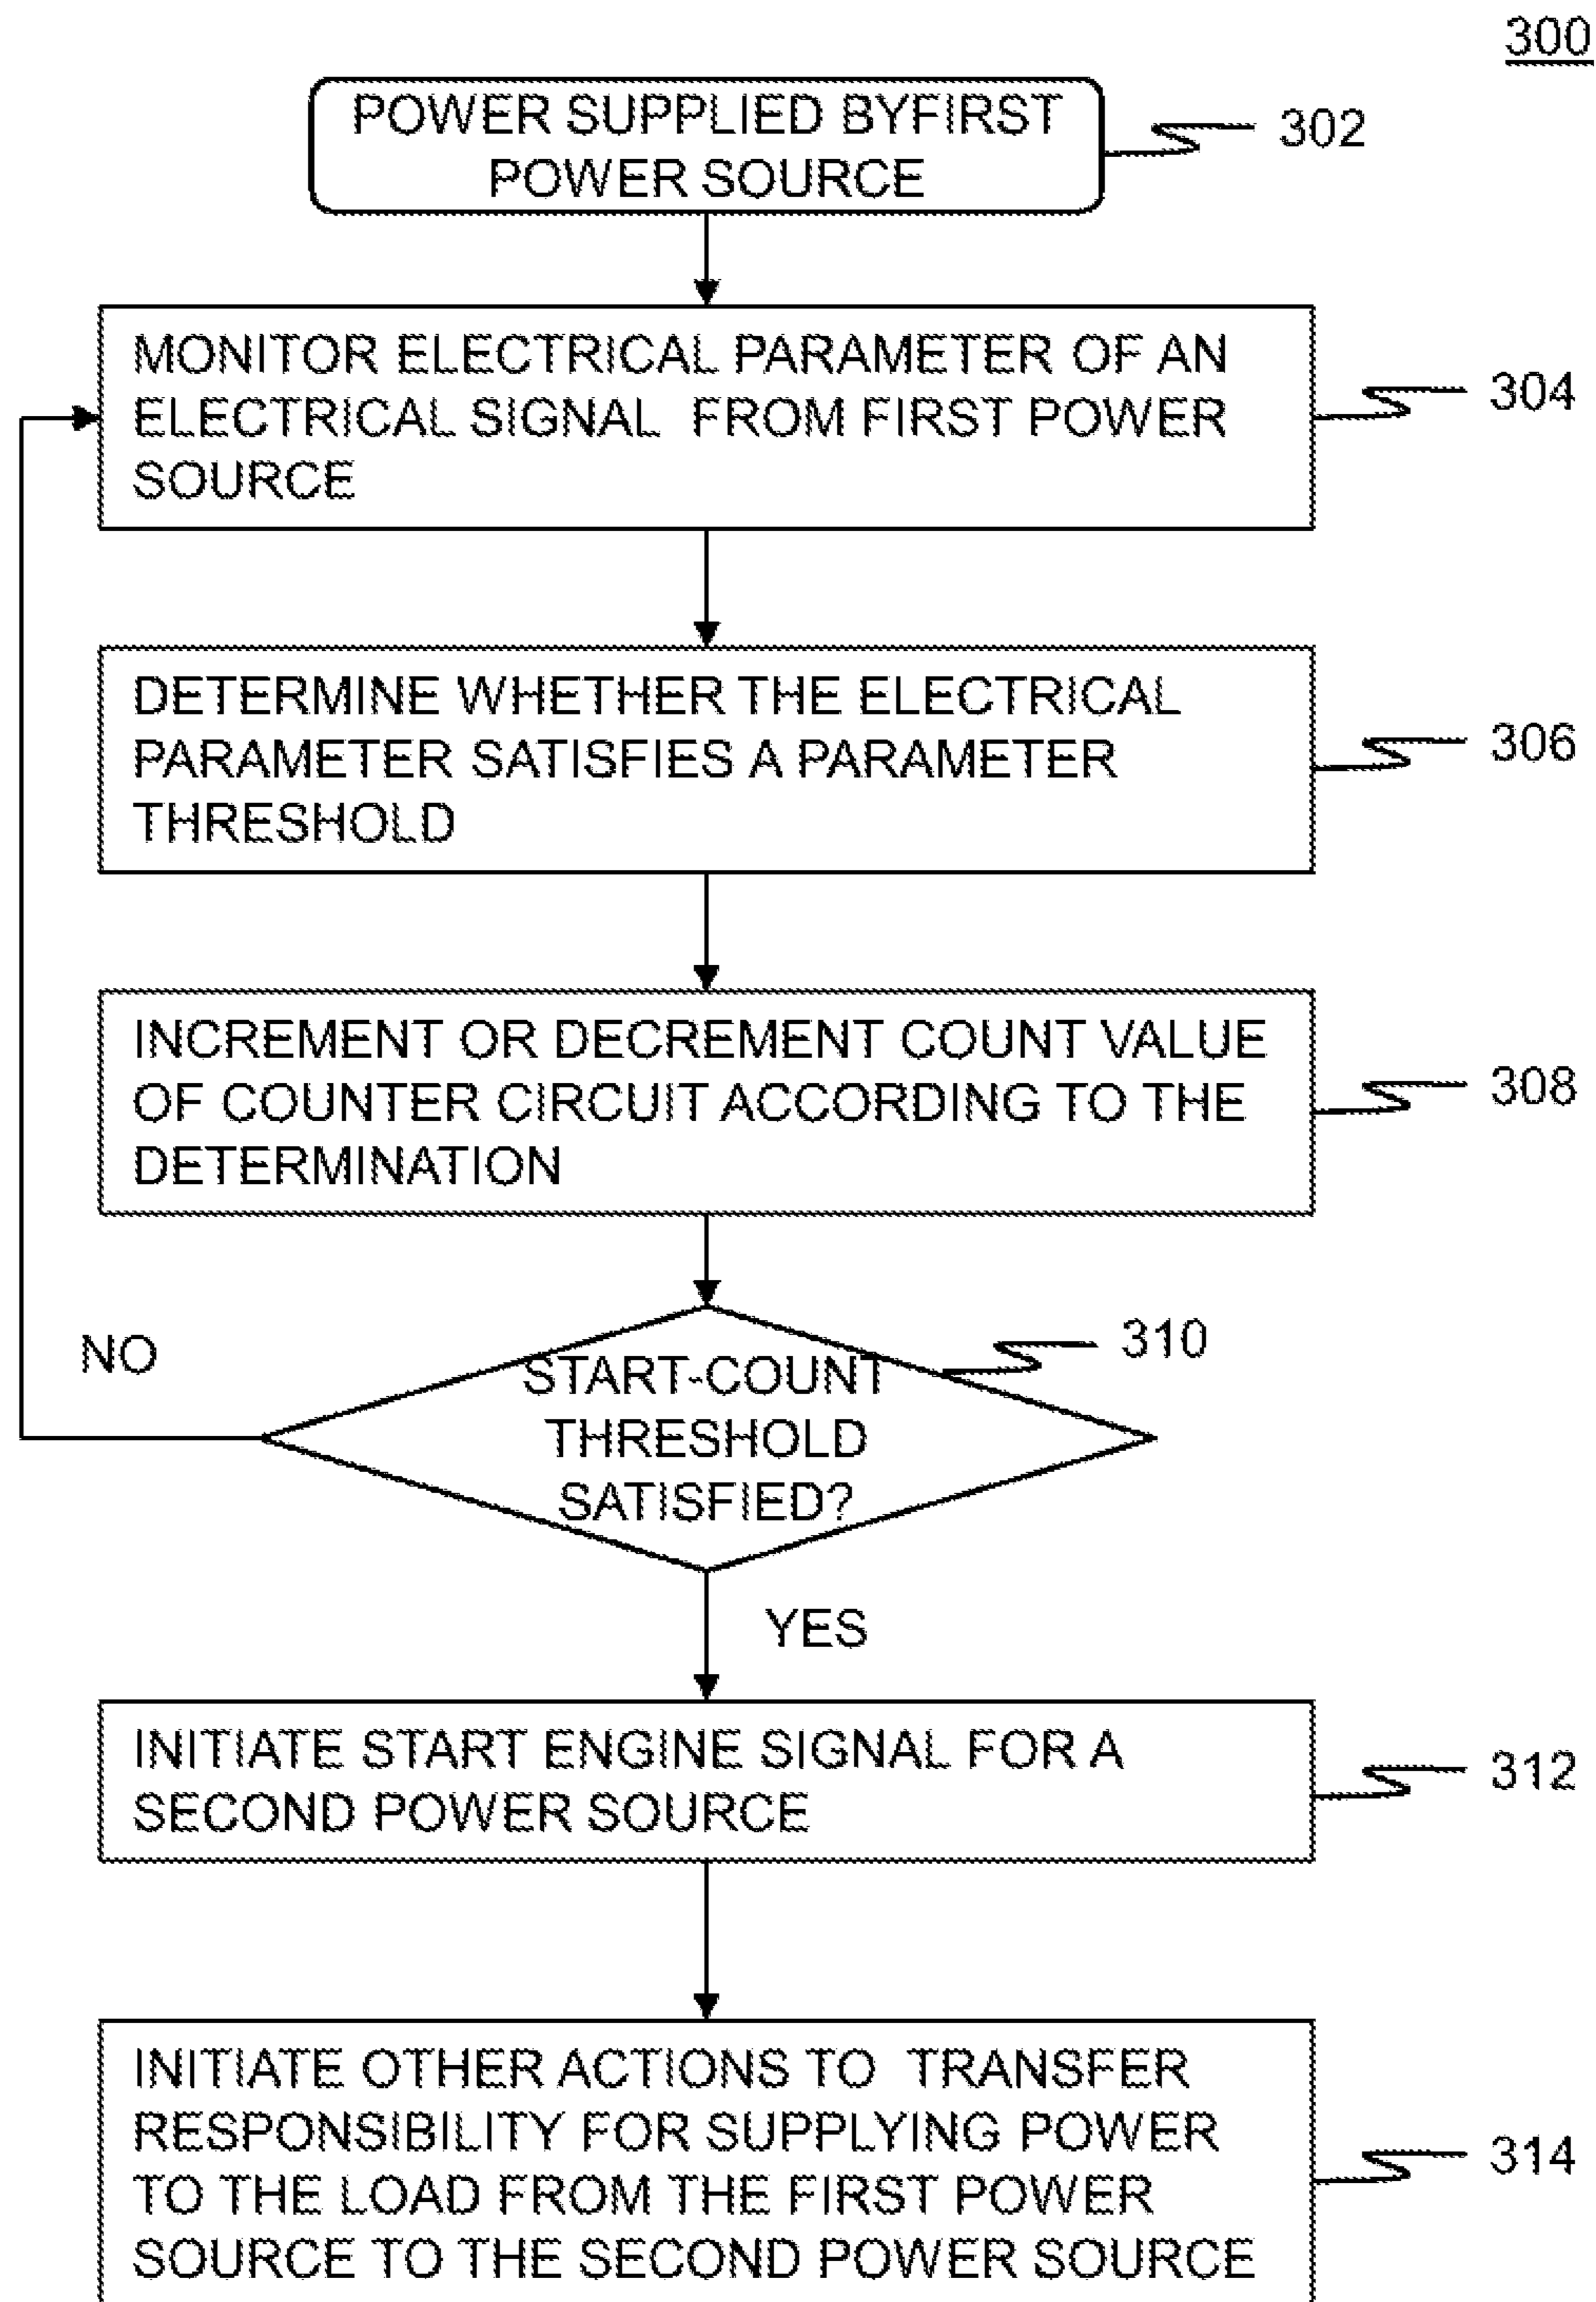 300
POWER SUPPLIED BYFIRST
POWER SOURCE
302
MONITOR ELECTRICAL PARAMETER OF AN
ELECTRICAL SIGNAL FROM FIRST POWER
SOURCE
304
DETERMINE WHETHER THE ELECTRICAL
PARAMETER SATISFIES A PARAMETER
THRESHOLD
306
INCREMENT OR DECREMENT COUNT VALUE
OF COUNTER CIRCUIT ACCORDING TO THE
DETERMINATION
308
NO
START-COUNT
THRESHOLD
SATISFIED?
310
YES
INITIATE START ENGINE SIGNAL FOR A
SECOND POWER SOURCE
312
INITIATE OTHER ACTIONS TO TRANSFER
RESPONSIBILITY FOR SUPPLYING POWER
TO THE LOAD FROM THE FIRST POWER
SOURCE TO THE SECOND POWER SOURCE
314